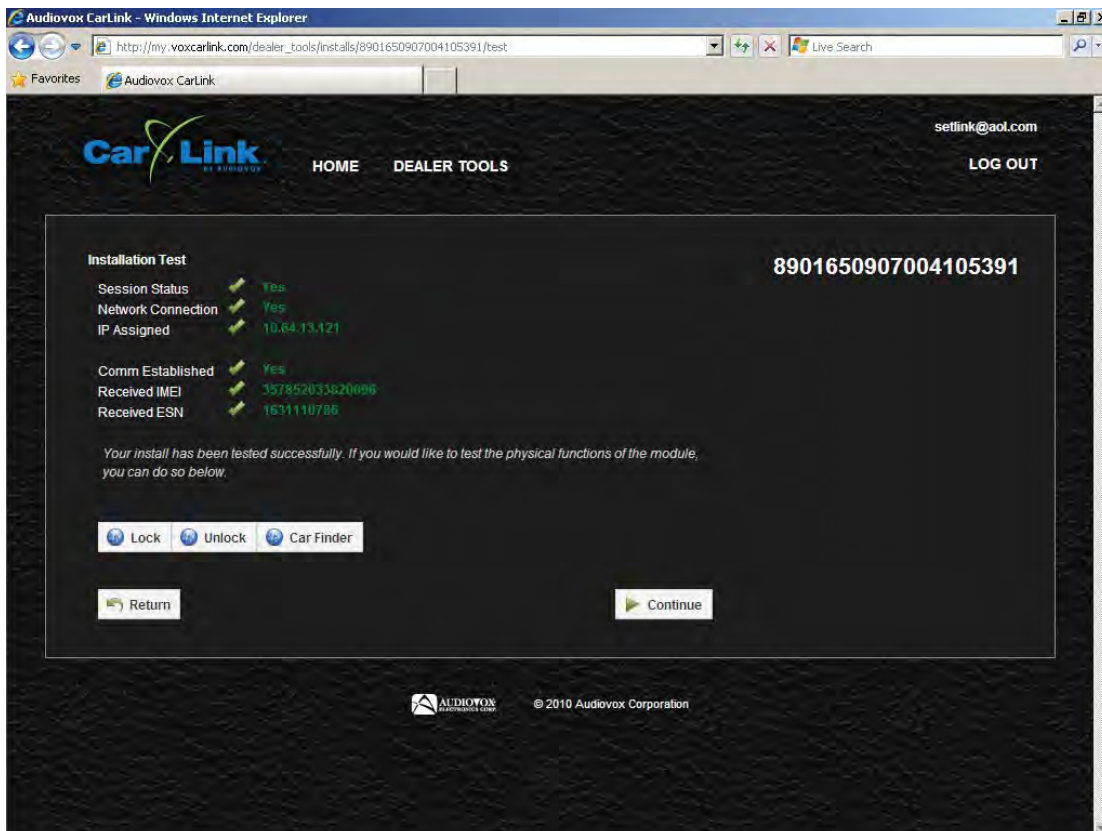 Audiovox CarLink - Windows Internet Explorer
http://my.voxcarlink.com/dealer_tools/installs/8901650907004105391/test
Live Search
Favorites
Audiovox CarLink
setlink@aol.com
Car Link
BY AUDIOVOX
HOME DEALER TOOLS
LOG OUT
Installation Test
8901650907004105391
Session Status Yes
Network Connection Yes
IP Assigned 10.64.13.121
Comm Established Yes
Received IMEI 357852033820096
Received ESN 1631110786
Your install has been tested successfully. If you would like to test the physical functions of the module,
you can do so below.
Lock Unlock Car Finder
Return Continue
AUDIOVOX © 2010 Audiovox Corporation
ELECTRONICS CORP.